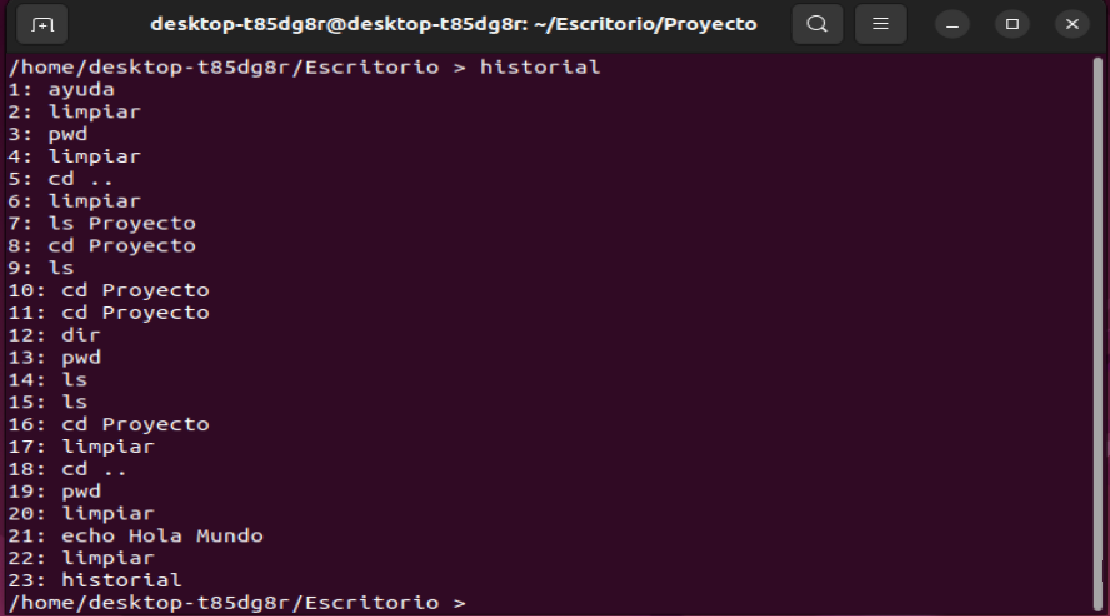 desktop-t85dg8r@desktop-t85dg8r: ~/Escritorio/Proyecto
/home/desktop-t85dg8r/Escritorio > historial
1: ayuda
2: limpiar
3: pwd
4: limpiar
5: cd ..
6: limpiar
7: ls Proyecto
8: cd Proyecto
9: ls
10: cd Proyecto
11: cd Proyecto
12: dir
13: pwd
14: ls
15: ls
16: cd Proyecto
17: limpiar
18: cd ..
19: pwd
20: limpiar
21: echo Hola Mundo
22: limpiar
23: historial
/home/desktop-t85dg8r/Escritorio >